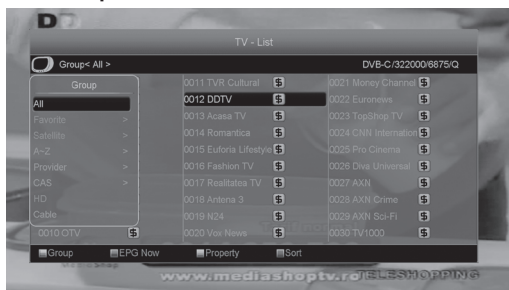 TV - List
Group< All >
DVB-C/322000/6875/Q
Group
All
Favorite >
Satellite >
A~Z >
Provider >
CAS >
HD
Cable
0010 OTV $
0011 TVR Cultural $
0012 DDTV $
0013 Acasa TV $
0014 Romantica $
0015 Euforia Lifestyle $
0016 Fashion TV $
0017 Realitatea TV $
0018 Antena 3 $
0019 N24 $
0020 Vox News $
0021 Money Channel $
0022 Euronews $
0023 TopShop TV $
0024 CNN Internation $
0025 Pro Cinema $
0026 Diva Universal $
0027 AXN $
0028 AXN Crime $
0029 AXN Sci-Fi $
0030 TV1000 $
Group
EPG Now
Property
Sort
www.mediashoptv.ro
TELESHOPPING